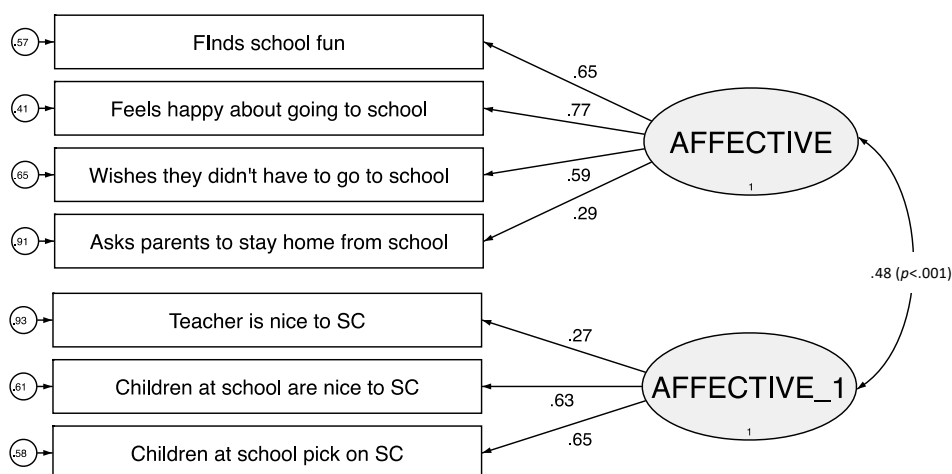 .57
FInds school fun
.65
.41
Feels happy about going to school
.77
AFFECTIVE
1
.65
Wishes they didn't have to go to school
.59
.91
Asks parents to stay home from school
.29
.48 (p<.001)
.93
Teacher is nice to SC
.27
.61
Children at school are nice to SC
.63
AFFECTIVE_1
1
.58
Children at school pick on SC
.65